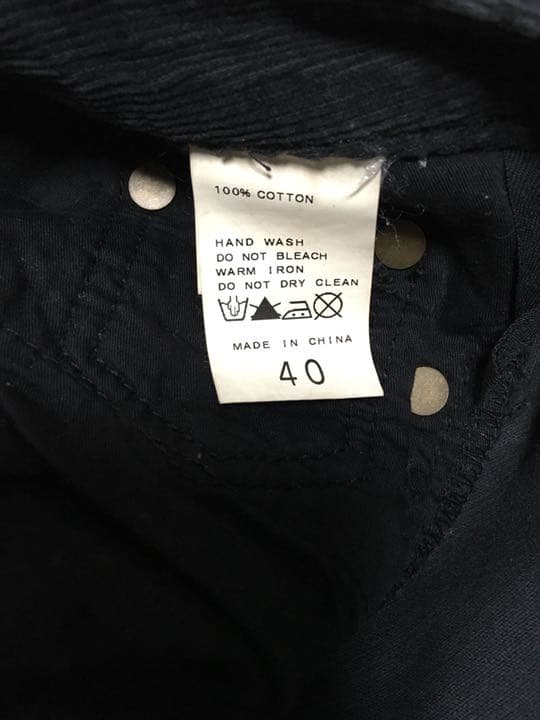 100% COTTON
HAND WASH
DO NOT BLEACH
WARM IRON
DO NOT DRY CLEAN
MADE IN CHINA
40